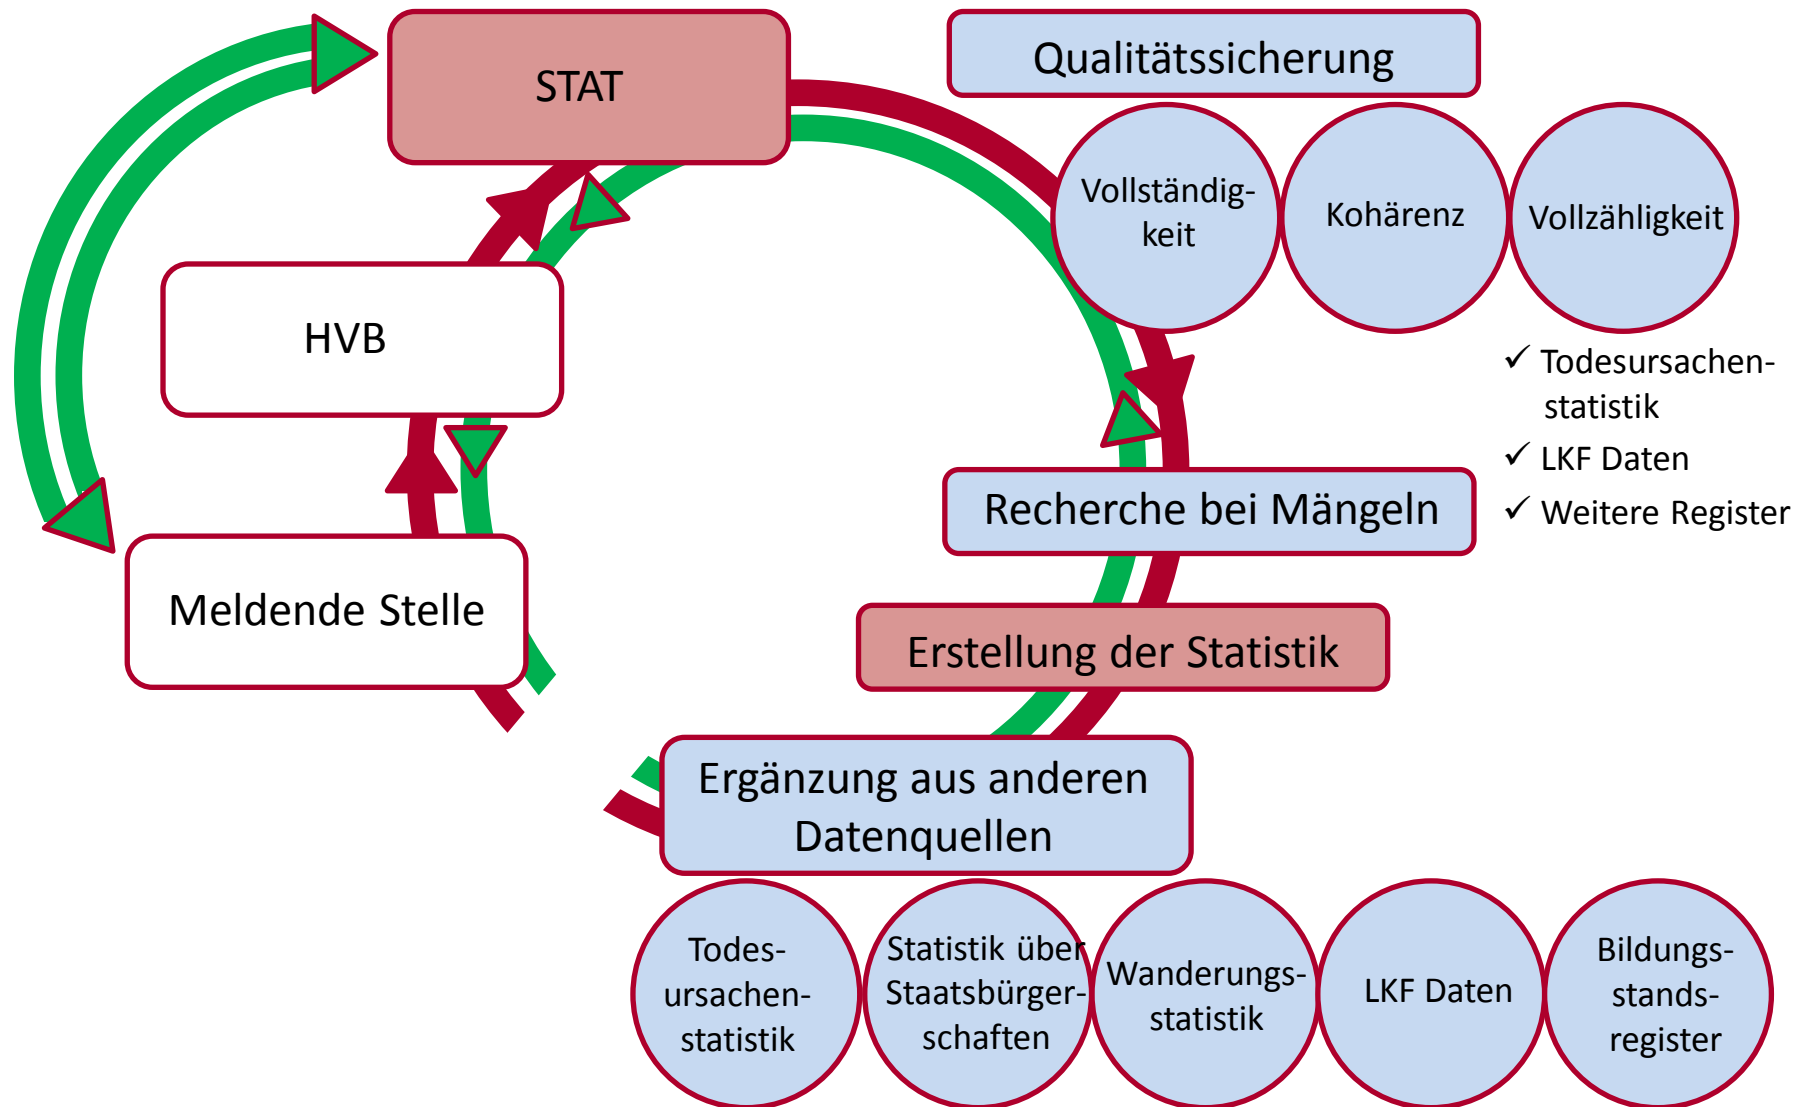 STAT
Qualitätssicherung
Vollständig-
keit
Kohärenz
Vollzähligkeit
HVB
✓ Todesursachen-
statistik
✓ LKF Daten
✓ Weitere Register
Recherche bei Mängeln
Meldende Stelle
Erstellung der Statistik
Ergänzung aus anderen
Datenquellen
Todes-
ursachen-
statistik
Statistik über
Staatsbürger-
schaften
Wanderungs-
statistik
LKF Daten
Bildungs-
stands-
register